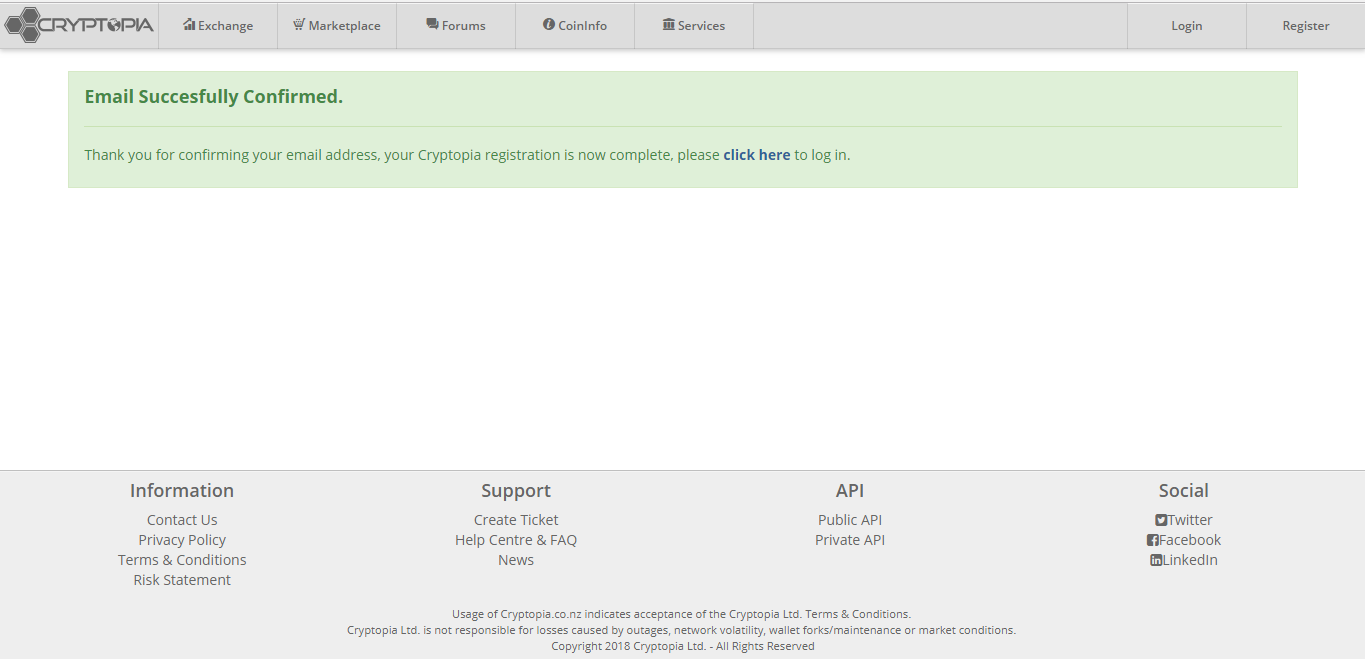 CRYPTOPIA Exchange Marketplace Forums CoinInfo Services Login Register
Email Succesfully Confirmed.
Thank you for confirming your email address, your Cryptopia registration is now complete, please click here to log in.
Information Support API Social
Contact Us Create Ticket Public API Twitter
Privacy Policy Help Centre & FAQ Private API Facebook
Terms & Conditions News LinkedIn
Risk Statement
Usage of Cryptopia.co.nz indicates acceptance of the Cryptopia Ltd. Terms & Conditions.
Cryptopia Ltd. is not responsible for losses caused by outages, network volatility, wallet forks/maintenance or market conditions.
Copyright 2018 Cryptopia Ltd. - All Rights Reserved